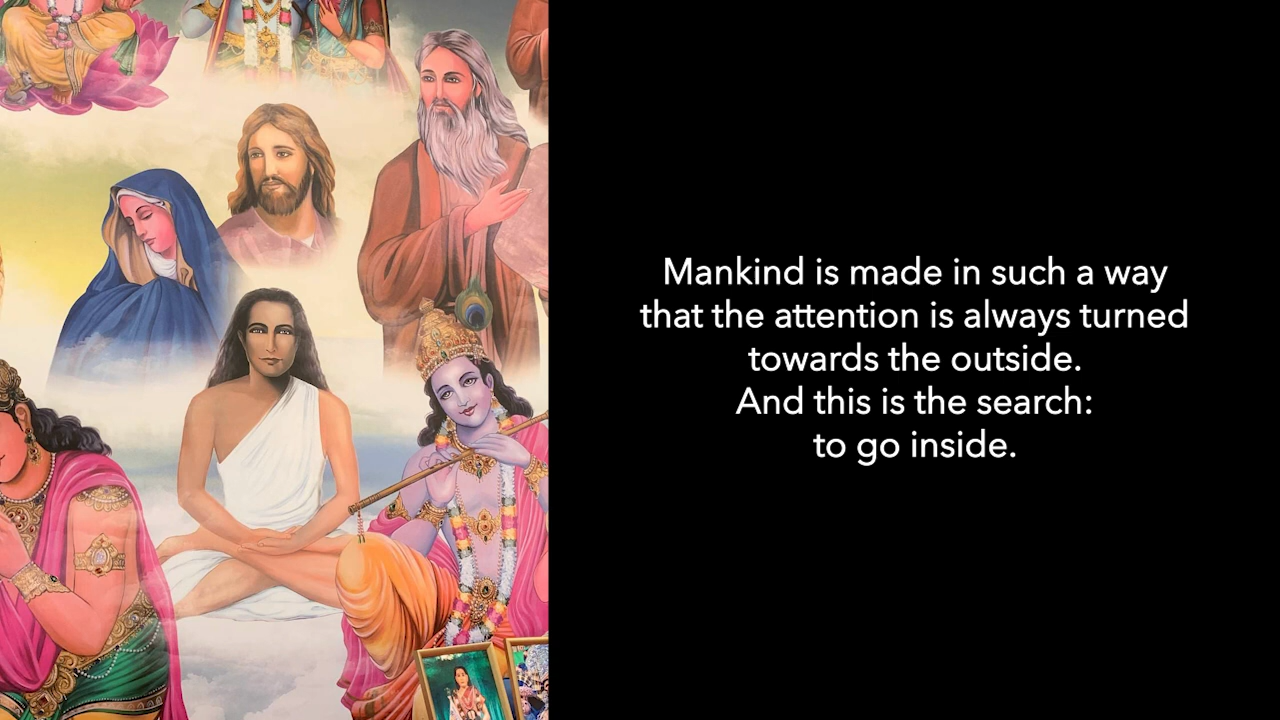 Mankind is made in such a way
that the attention is always turned
towards the outside.
And this is the search:
to go inside.